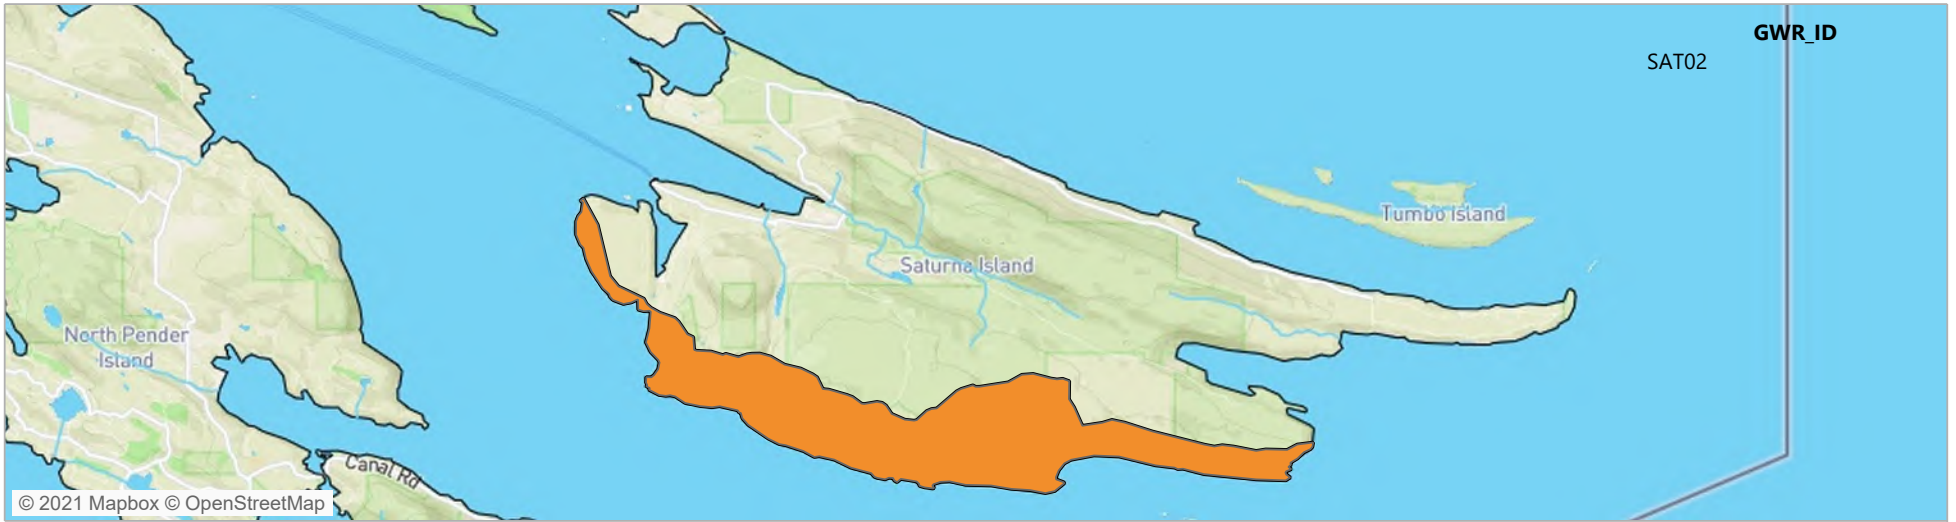 GWR_ID
SAT02
Tumbo Island
Saturna Island
North Pender
Island
Canal Rd
© 2021 Mapbox © OpenStreetMap